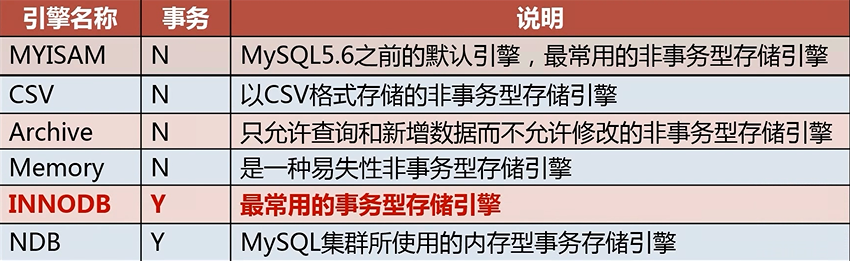 引擎名称 事务 说明
MYISAM N MySQL5.6之前的默认引擎，最常用的非事务型存储引擎
CSV N 以CSV格式存储的非事务型存储引擎
Archive N 只允许查询和新增数据而不允许修改的非事务型存储引擎
Memory N 是一种易失性非事务型存储引擎
INNODB Y 最常用的事务型存储引擎
NDB Y MySQL集群所使用的内存型事务存储引擎